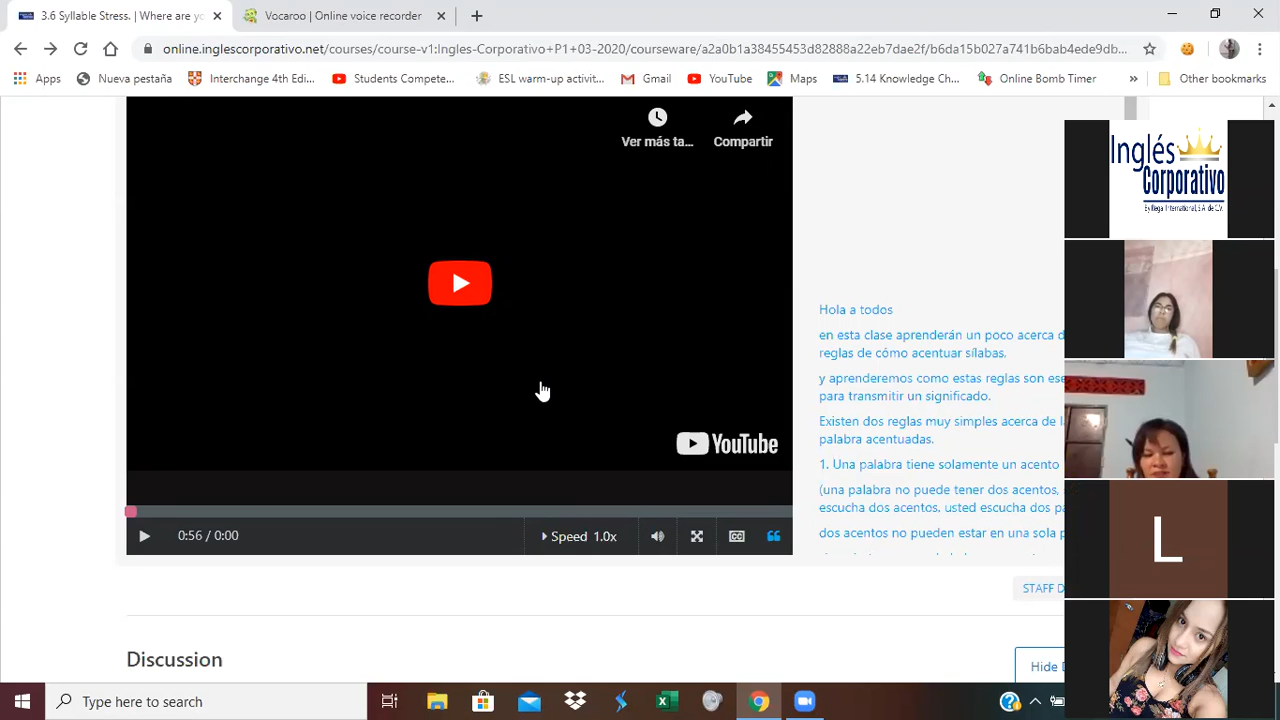 3.6 Syllable Stress. | Where are yo
Vocaroo | Online voice recorder
online.inglescorporativo.net/courses/course-v1:Ingles-Corporativo+P1+03-2020/courseware/a2a0b1a38455453d82888a22eb7dae2f/b6da15b027a741b6bab4ede9db...
Apps
Nueva pestaña
Interchange 4th Edi...
Students Compete...
ESL warm-up activit...
Gmail
YouTube
Maps
5.14 Knowledge Ch...
Online Bomb Timer
»
Other bookmarks
Ver más ta...
Compartir
YouTube
0:56 / 0:00
Speed 1.0x
Hola a todos
en esta clase aprenderán un poco acerca d
reglas de cómo acentuar sílabas,
y aprenderemos como estas reglas son ese
para transmitir un significado.
Existen dos reglas muy simples acerca de l
palabra acentuadas.
1. Una palabra tiene solamente un acento
(una palabra no puede tener dos acentos,
escucha dos acentos, usted escucha dos pa
dos acentos no pueden estar en una sola p
STAFF D
Discussion
Hide D
Inglés
Corporativo
L
Type here to search